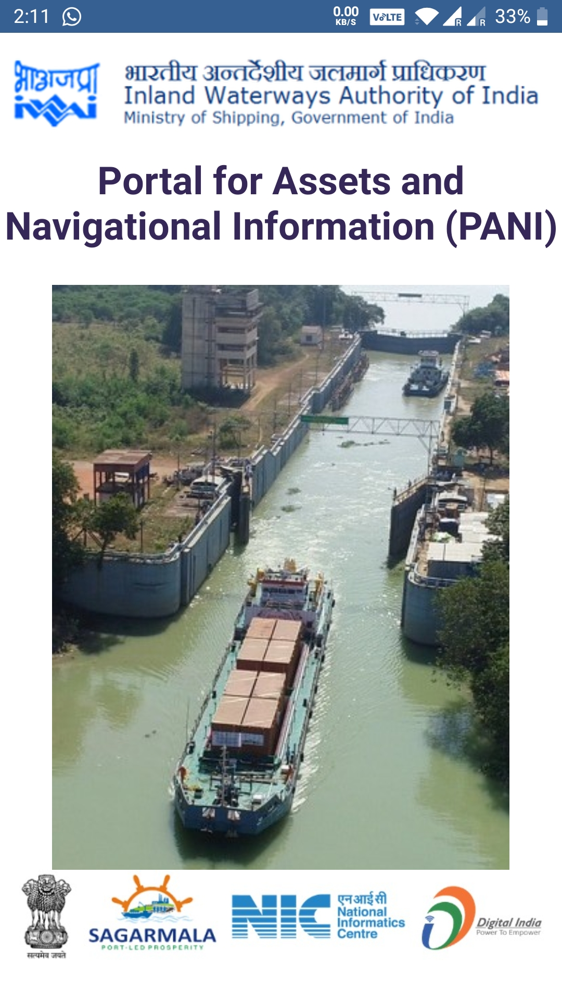 2:11
0.00
KB/S
VoLTE
R
R
33%
भाअजप्रा
IWAI
भारतीय अन्तर्देशीय जलमार्ग प्राधिकरण
Inland Waterways Authority of India
Ministry of Shipping, Government of India
Portal for Assets and
Navigational Information (PANI)
सत्यमेव जयते
SAGARMALA
PORT-LED PROSPERITY
NIC
एन आई सी
National
Informatics
Centre
Digital India
Power To Empower